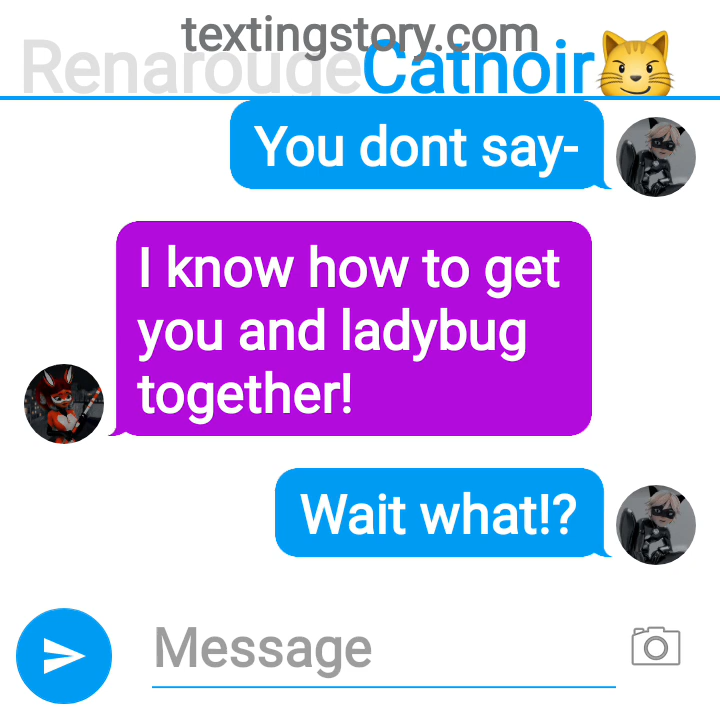 textingstory.com
Renarouge Catnoir😼
You dont say-
I know how to get
you and ladybug
together!
Wait what!?
Message